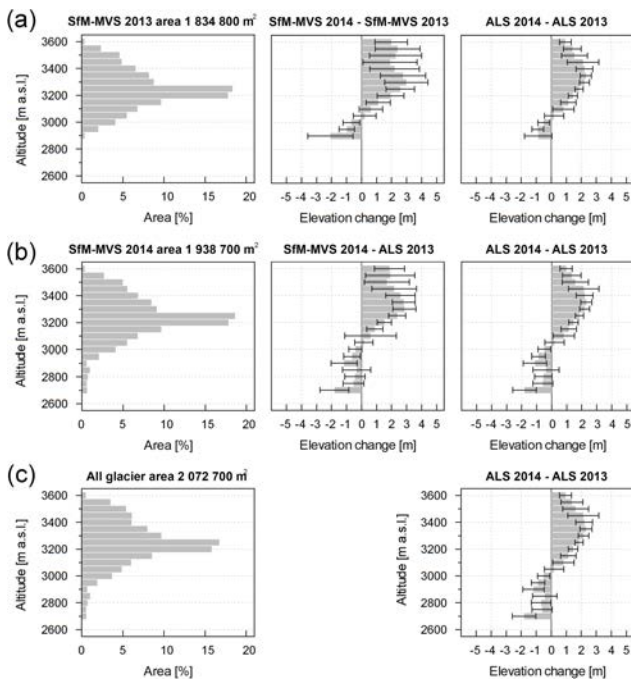 (a)
SfM-MVS 2013 area 1 834 800 m²
SfM-MVS 2014 - SfM-MVS 2013
ALS 2014 - ALS 2013
Altitude [m a.s.l.]
3600
3400
3200
3000
2800
2600
0 5 10 15 20
-5 -4 -3 -2 -1 0 1 2 3 4 5
-5 -4 -3 -2 -1 0 1 2 3 4 5
Area [%]
Elevation change [m]
Elevation change [m]
(b)
SfM-MVS 2014 area 1 938 700 m²
SfM-MVS 2014 - ALS 2013
ALS 2014 - ALS 2013
Altitude [m a.s.l.]
3600
3400
3200
3000
2800
2600
0 5 10 15 20
-5 -4 -3 -2 -1 0 1 2 3 4 5
-5 -4 -3 -2 -1 0 1 2 3 4 5
Area [%]
Elevation change [m]
Elevation change [m]
(c)
All glacier area 2 072 700 m²
ALS 2014 - ALS 2013
Altitude [m a.s.l.]
3600
3400
3200
3000
2800
2600
0 5 10 15 20
Area [%]
Altitude [m a.s.l.]
3600
3400
3200
3000
2800
2600
-5 -4 -3 -2 -1 0 1 2 3 4 5
Elevation change [m]